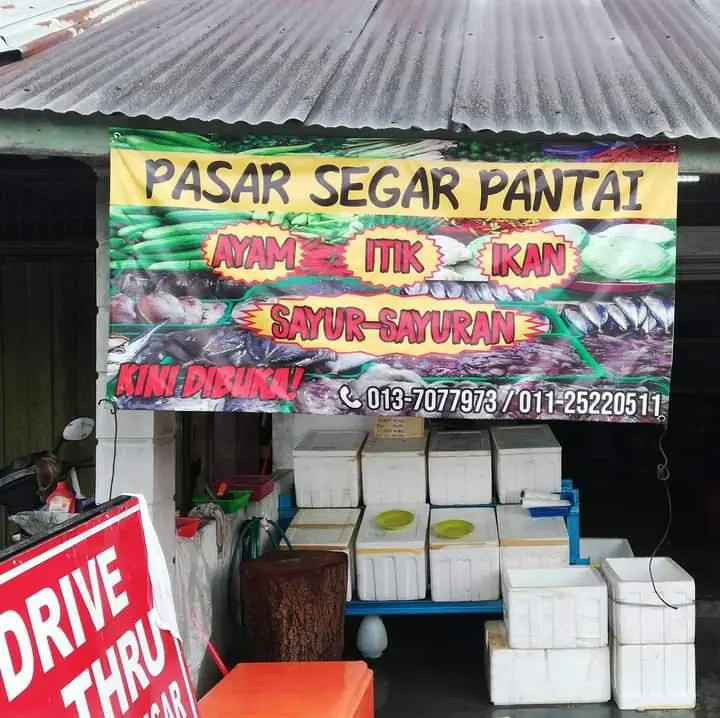 PASAR SEGAR PANTAI
AYAM ITIK IKAN
SAYUR-SAYURAN
KINI DIBUKA!
013-7077973 / 011-25220511
DRIVE
THRU